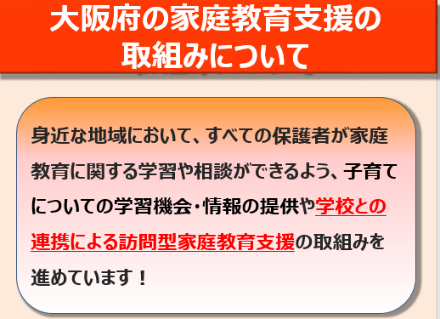 大阪府の家庭教育支援の
取組みについて
身近な地域において、すべての保護者が家庭
教育に関する学習や相談ができるよう、子育て
についての学習機会・情報の提供や学校との
連携による訪問型家庭教育支援の取組みを
進めています！